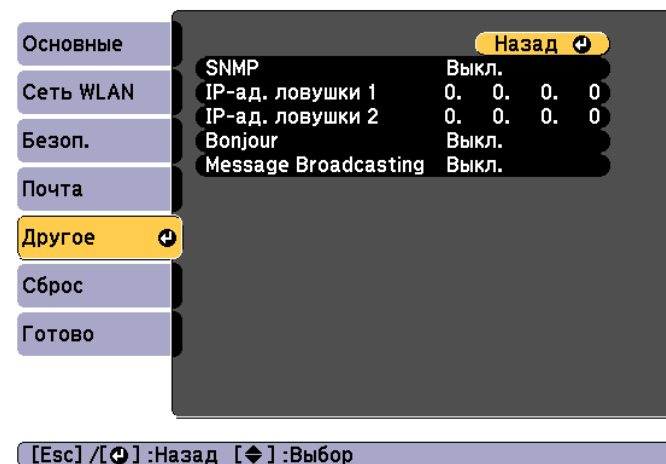 Основные
Сеть WLAN
Безоп.
Почта
Другое
Сброс
Готово
Назад
SNMP Выкл.
IP-ад. ловушки 1 0. 0. 0. 0
IP-ад. ловушки 2 0. 0. 0. 0
Bonjour Выкл.
Message Broadcasting Выкл.
[Esc] /[⏎] :Назад [◆] :Выбор